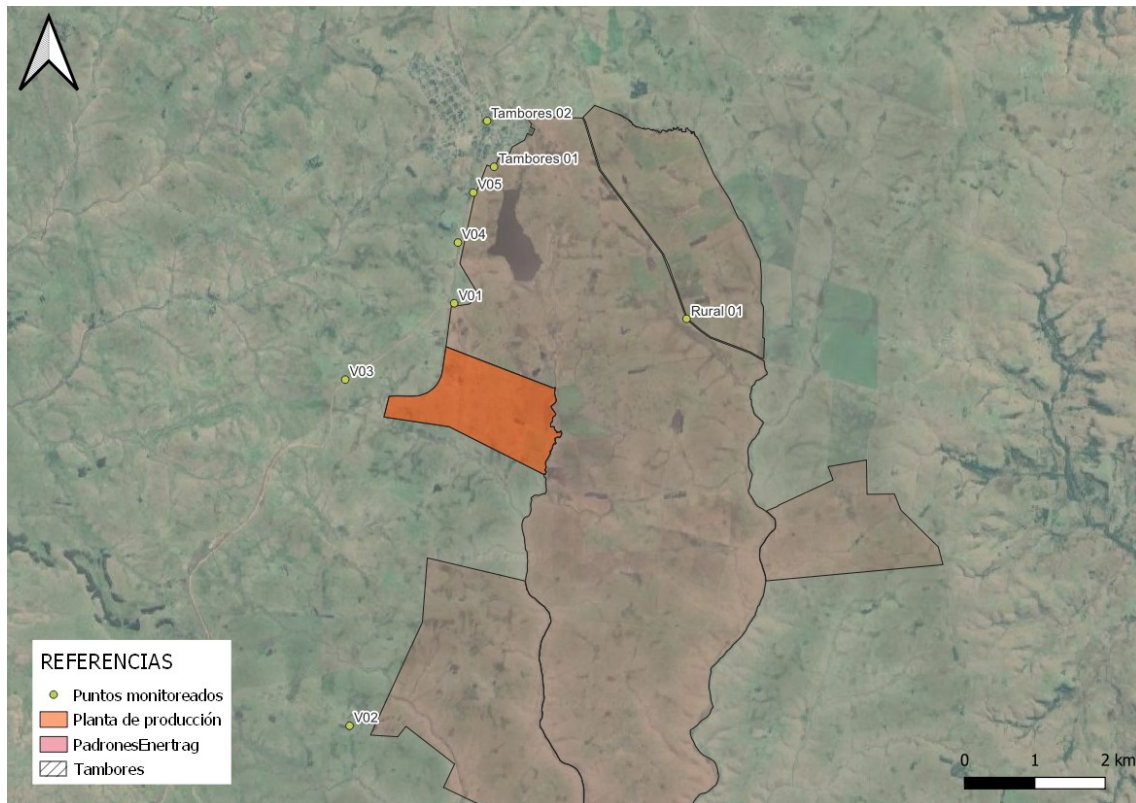 Tambores 02
Tambores 01
V05
V04
V01
Rural 01
V03
V02
REFERENCIAS
Puntos monitoreados
Planta de producción
PadronesEnertrag
Tambores
0 1 2 km